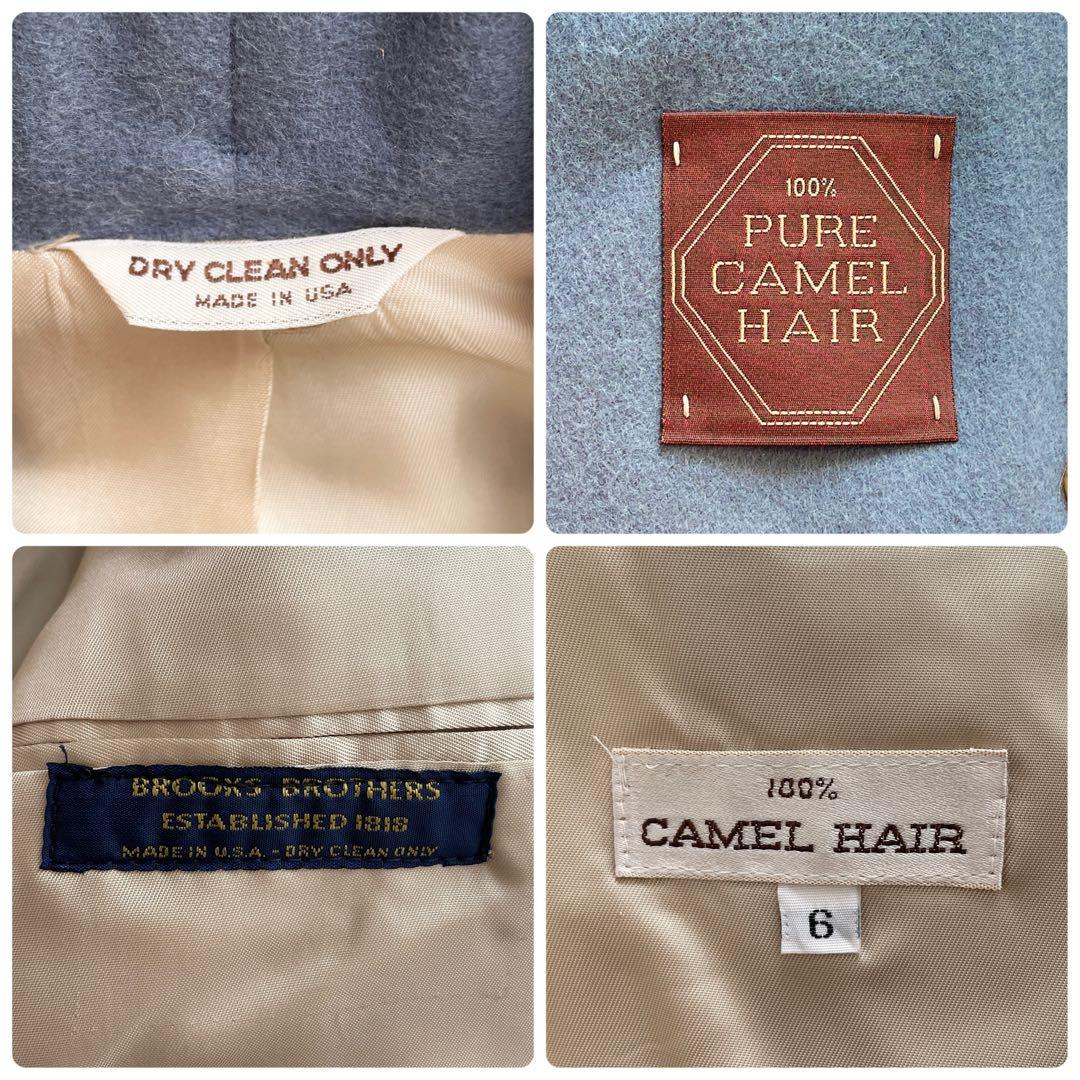 DRY CLEAN ONLY
MADE IN USA
100%
PURE
CAMEL
HAIR
BROOKS BROTHERS
ESTABLISHED 1818
MADE IN U.S.A. - DRY CLEAN ONLY
100%
CAMEL HAIR
6